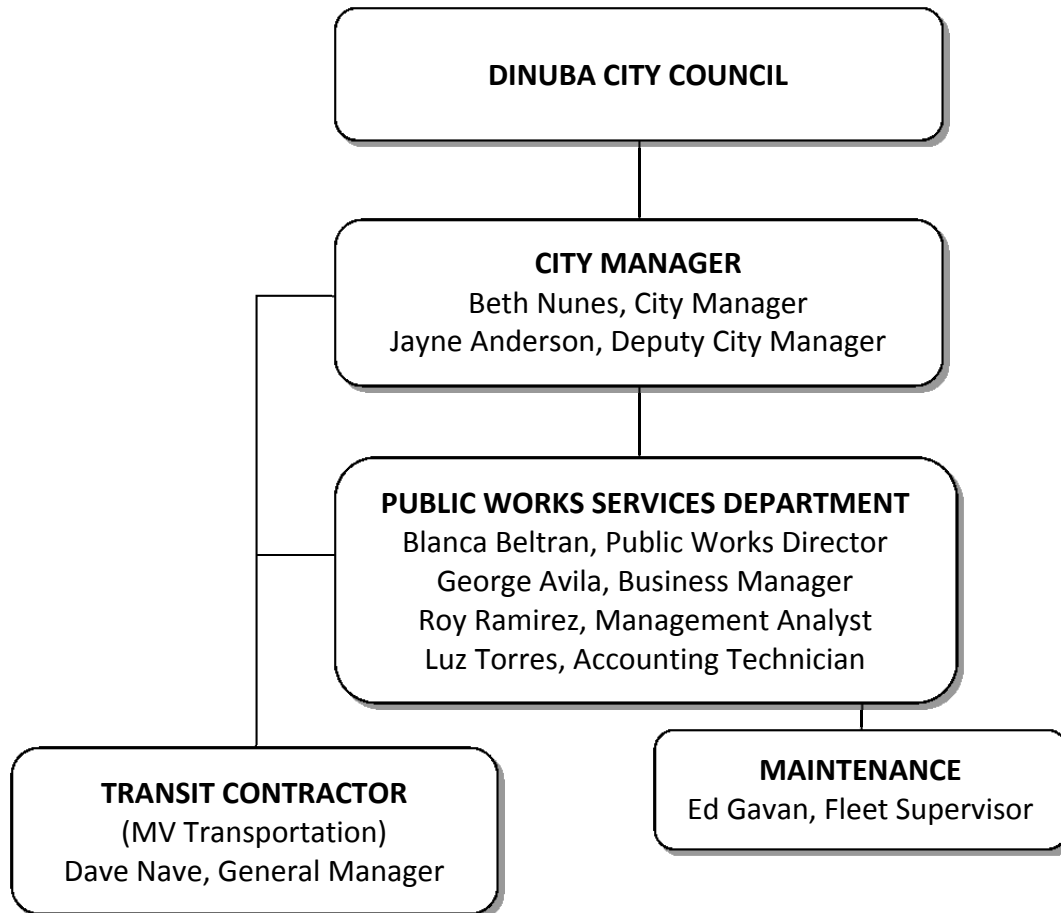 DINUBA CITY COUNCIL
CITY MANAGER
Beth Nunes, City Manager
Jayne Anderson, Deputy City Manager
PUBLIC WORKS SERVICES DEPARTMENT
Blanca Beltran, Public Works Director
George Avila, Business Manager
Roy Ramirez, Management Analyst
Luz Torres, Accounting Technician
TRANSIT CONTRACTOR
(MV Transportation)
Dave Nave, General Manager
MAINTENANCE
Ed Gavan, Fleet Supervisor